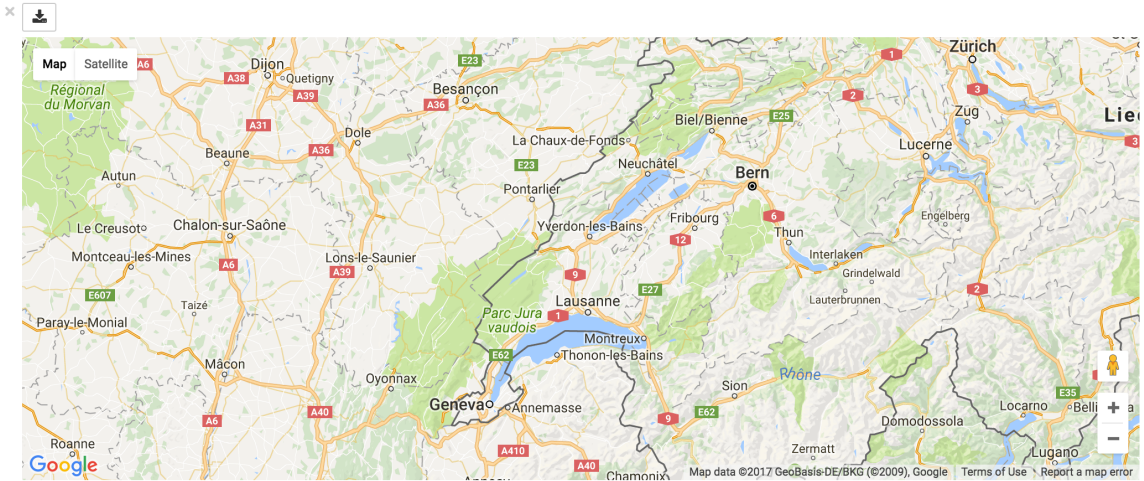 ×
Map Satellite
Zürich
A6
Dijon
E23
1
A38
Quetigny
Régional
du Morvan
A39
Besançon
2
3
A36
Zug
Biel/Bienne
E25
A31
Dole
La Chaux-de-Fonds
3
Beaune
A36
Lucerne
E23
Neuchâtel
Autun
Bern
Pontarlier
Chalon-sur-Saône
Le Creusot
Yverdon-les-Bains
Fribourg
6
Engelberg
12
Thun
Montceau-les-Mines
A6
Lons-le-Saunier
A39
Interlaken
9
Grindelwald
E607
E27
2
Taizé
Lausanne
Lauterbrunnen
Parc Jura
vaudois
1
Paray-le-Monial
Montreux
E62
Thonon-les-Bains
Mâcon
Oyonnax
Rhône
Sion
E35
Geneva
Annemasse
Locarno
A6
A40
9
E62
Domodossola
Roanne
A410
Zermatt
Lugano
A40
Google
Chamonix
Map data ©2017 GeoBasis-DE/BKG (©2009), Google Terms of Use Report a map error